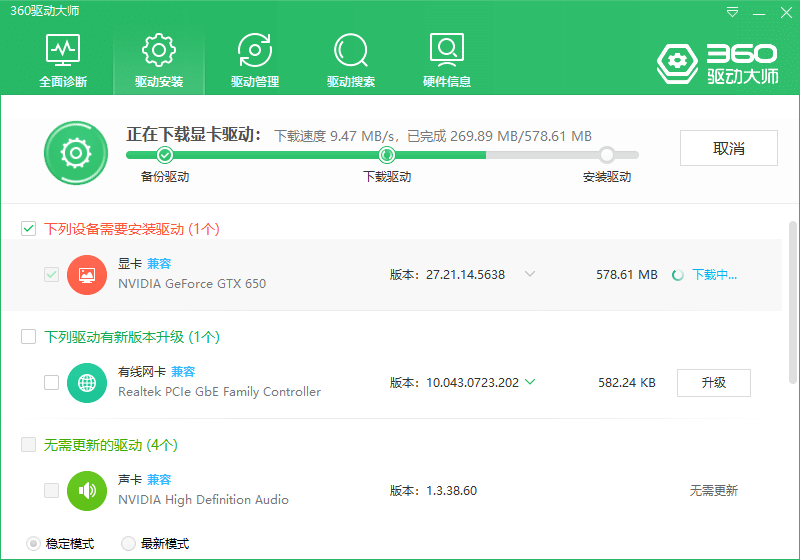 360驱动大师
全面诊断 驱动安装 驱动管理 驱动搜索 硬件信息
360
驱动大师
正在下载显卡驱动： 下载速度 9.47 MB/s，已完成 269.89 MB/578.61 MB
取消
备份驱动 下载驱动 安装驱动
下列设备需要安装驱动 (1个)
显卡 兼容
NVIDIA GeForce GTX 650
版本： 27.21.14.5638 578.61 MB 下载中...
下列驱动有新版本升级 (1个)
有线网卡 兼容
Realtek PCIe GbE Family Controller
版本： 10.043.0723.202 582.24 KB 升级
无需更新的驱动 (4个)
声卡 兼容
NVIDIA High Definition Audio
版本： 1.3.38.60 无需更新
稳定模式 最新模式